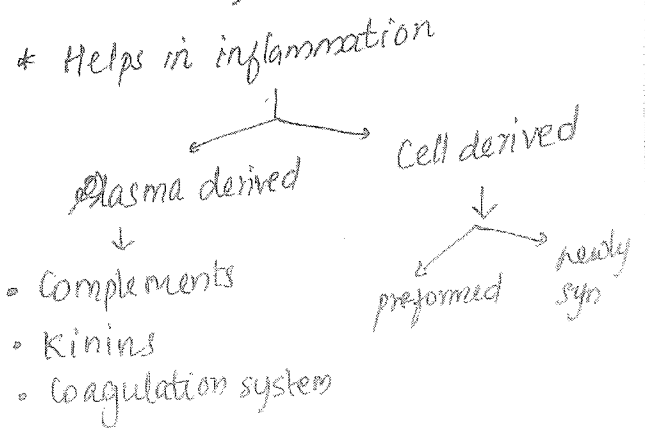 * Helps in inflammation
Plasma derived
Cell derived
• Complements
• Kinins
• Coagulation system
preformed
newly
syn